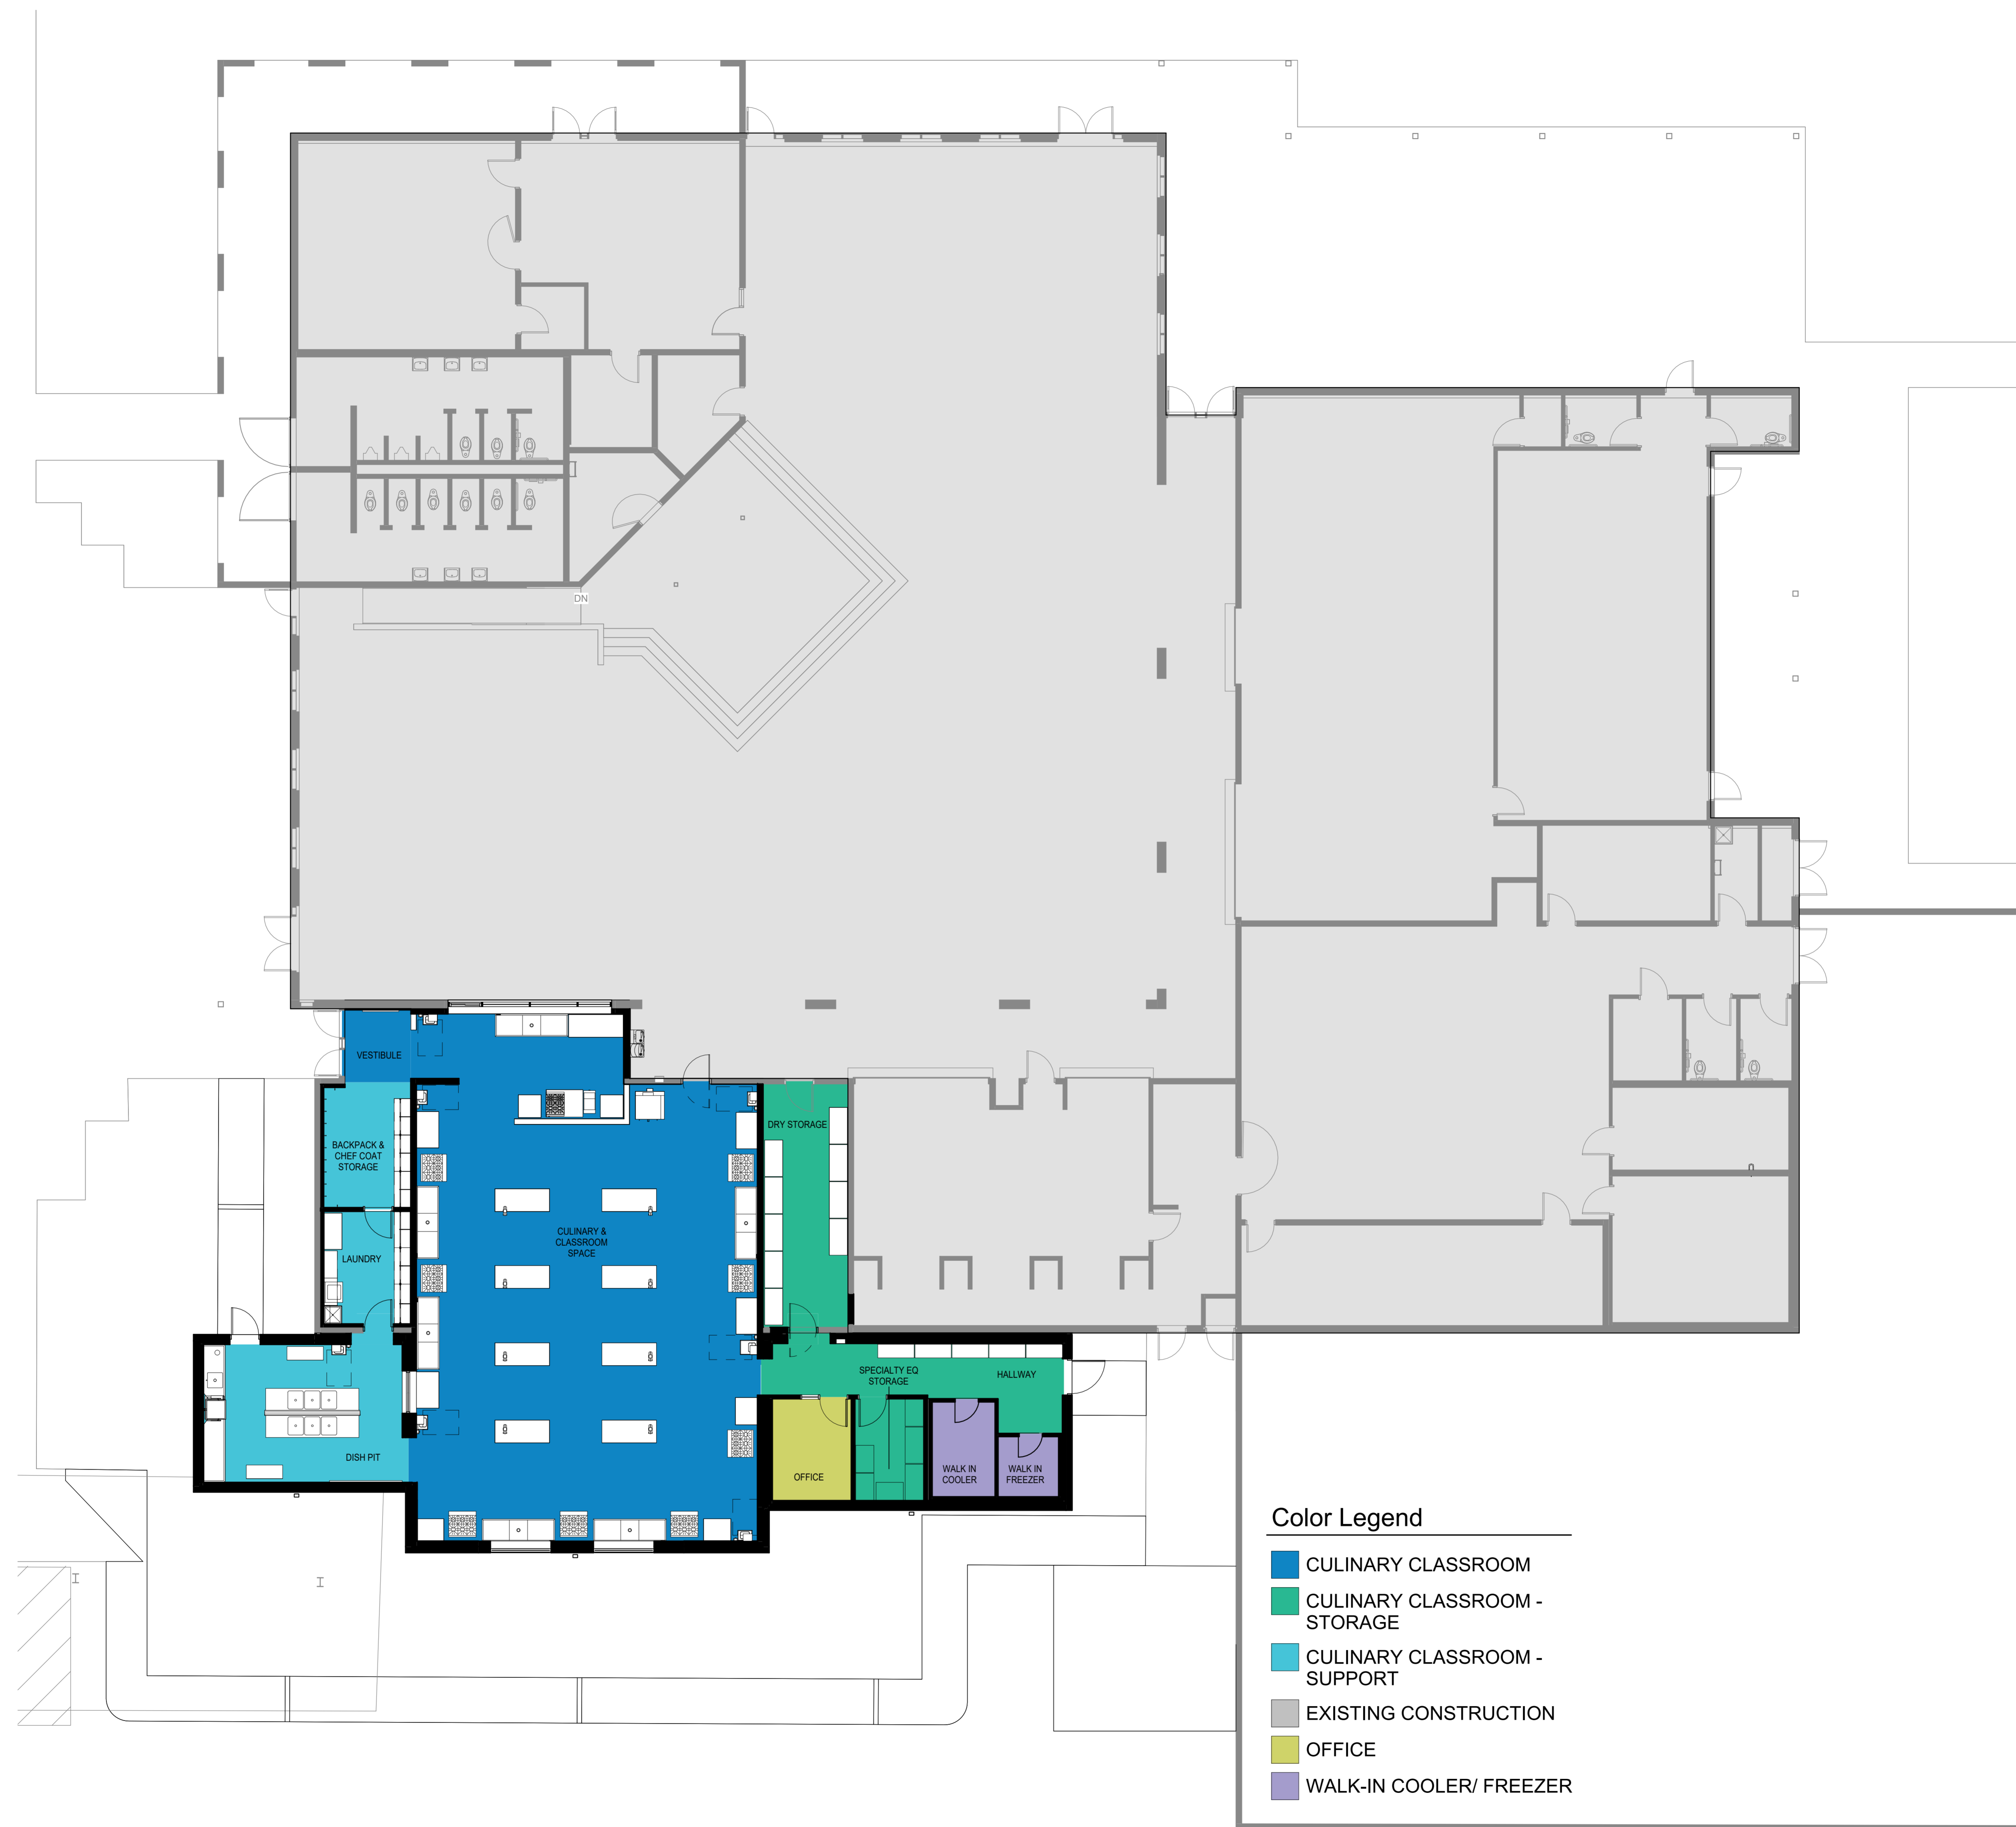 DN
VESTIBULE
BACKPACK &
CHEF COAT
STORAGE
DRY STORAGE
CULINARY &
CLASSROOM
SPACE
LAUNDRY
SPECIALTY EQ
STORAGE
HALLWAY
DISH PIT
OFFICE
WALK IN
COOLER
WALK IN
FREEZER
Color Legend
CULINARY CLASSROOM
CULINARY CLASSROOM -
STORAGE
CULINARY CLASSROOM -
SUPPORT
EXISTING CONSTRUCTION
OFFICE
WALK-IN COOLER/ FREEZER